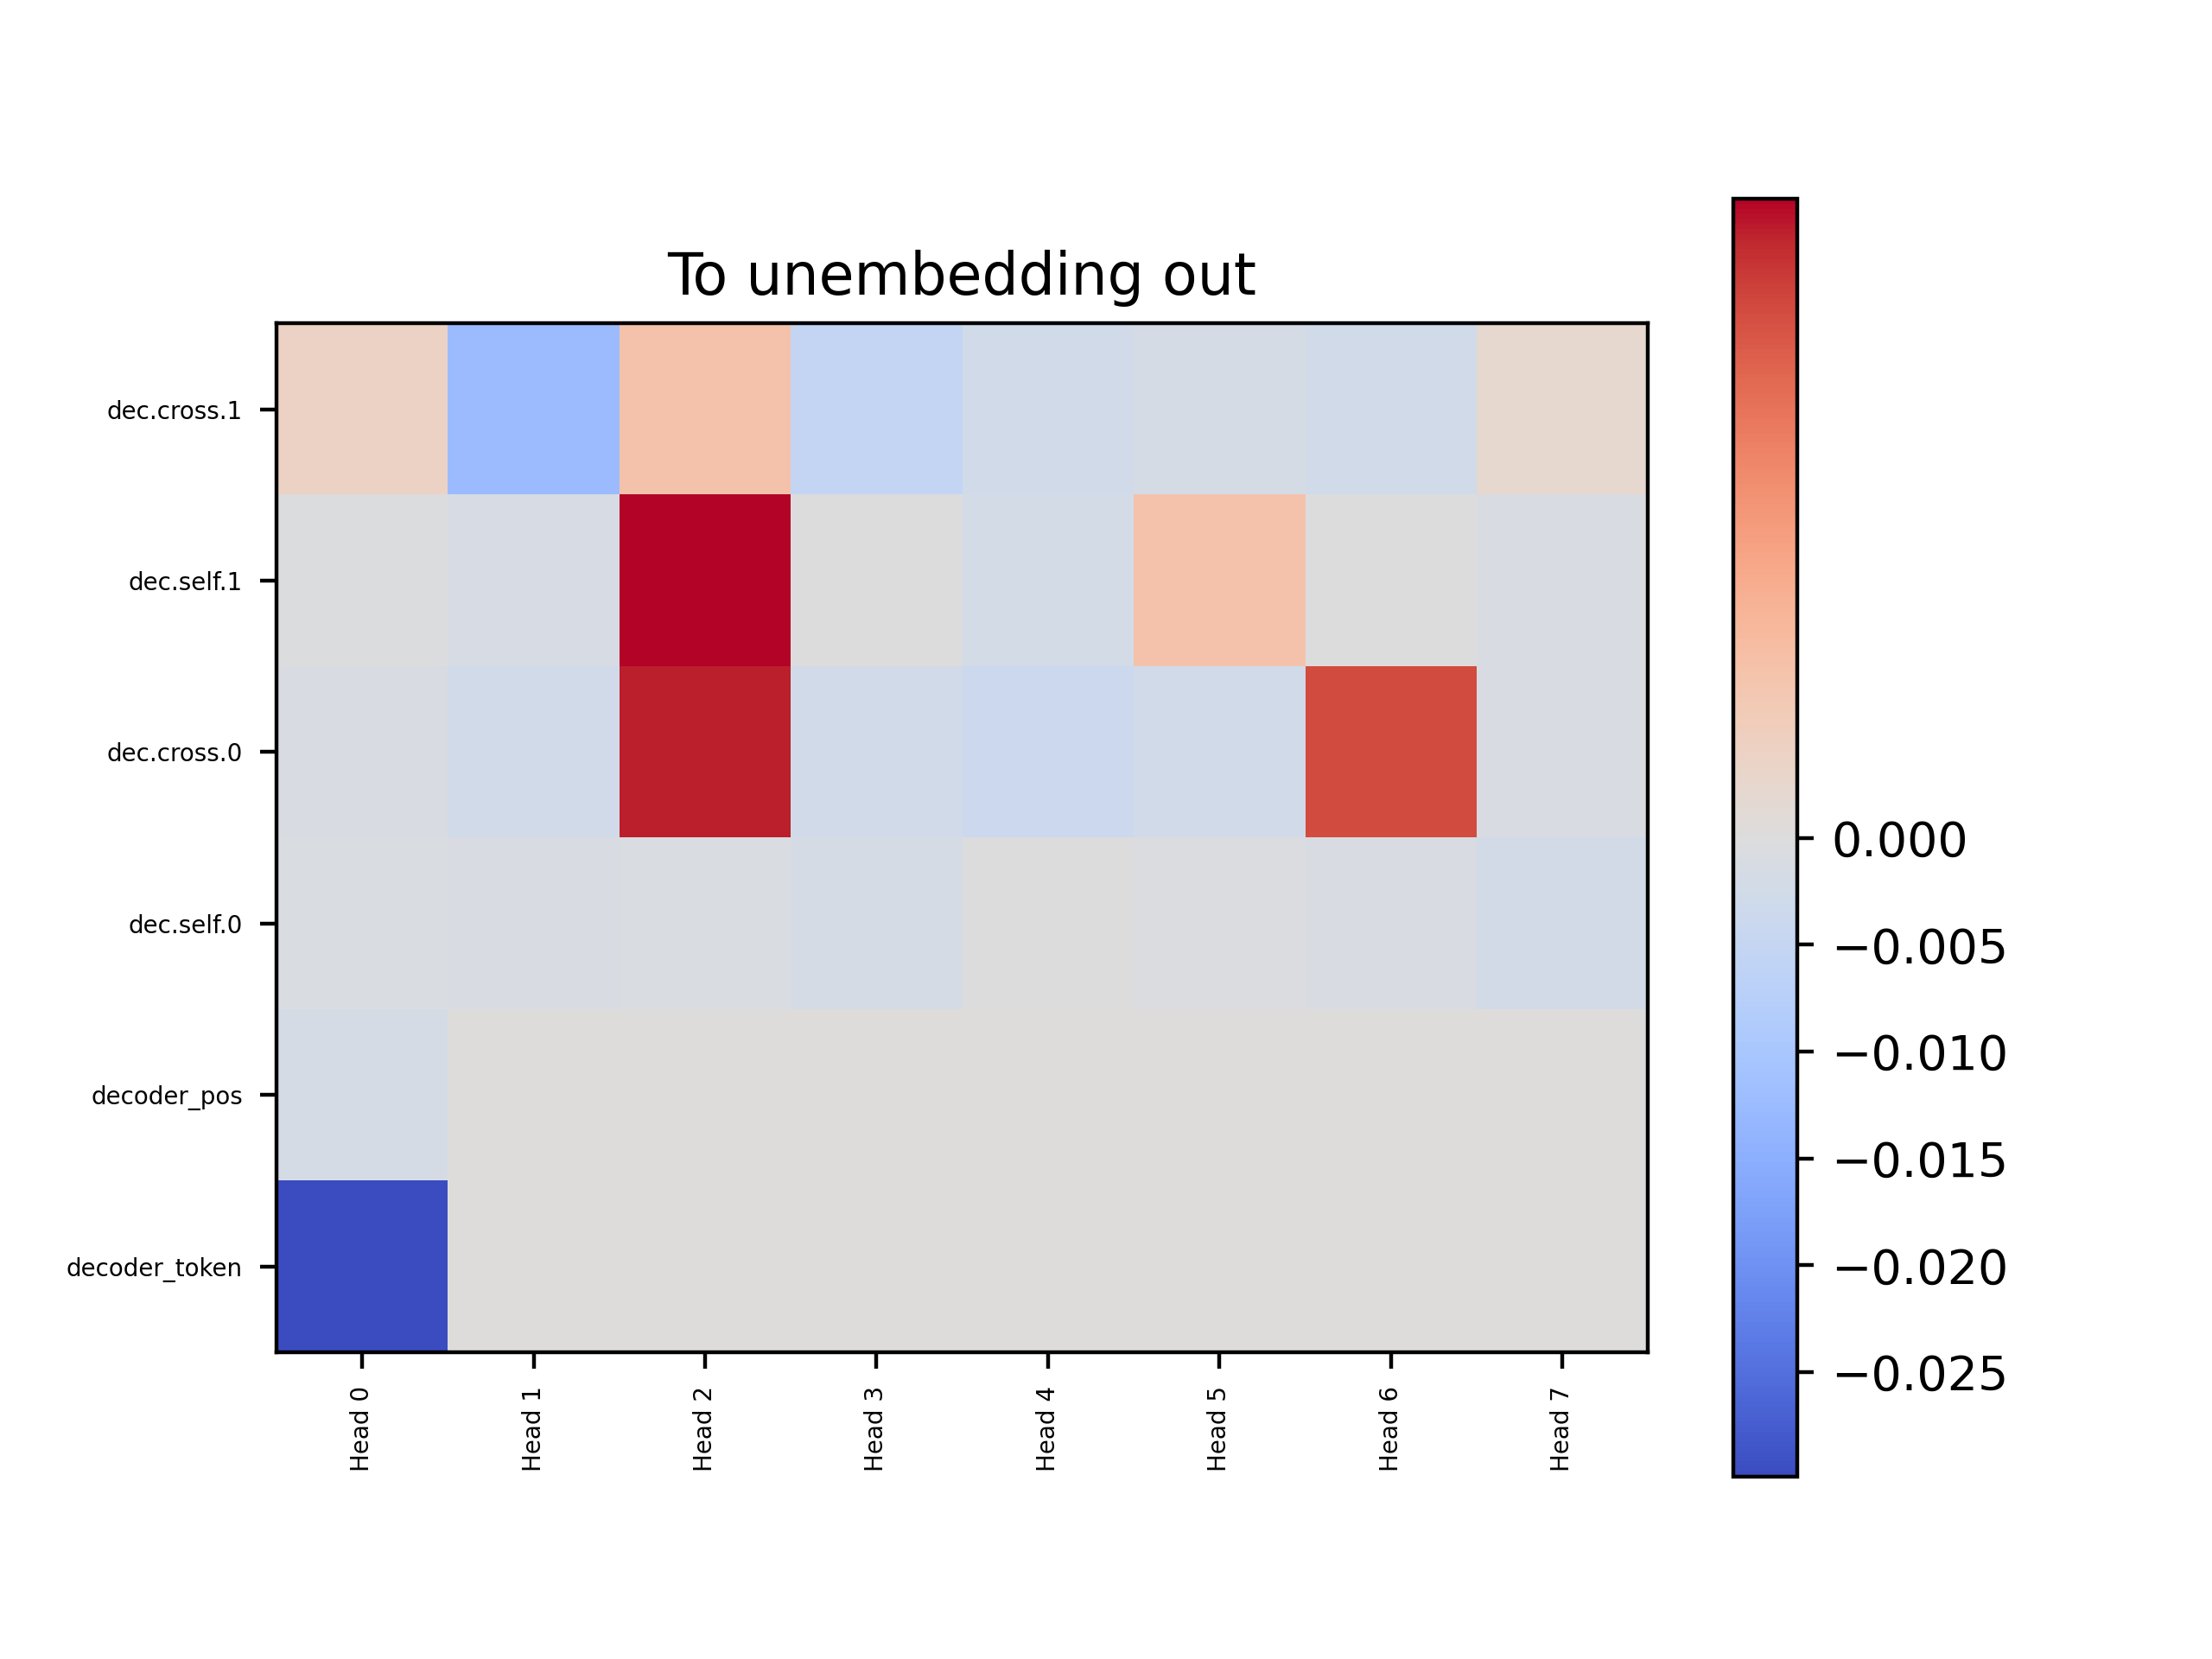 To unembedding out
dec.cross.1
dec.self.1
dec.cross.0
dec.self.0
decoder_pos
decoder_token
Head 0
Head 1
Head 2
Head 3
Head 4
Head 5
Head 6
Head 7
0.000
−0.005
−0.010
−0.015
−0.020
−0.025